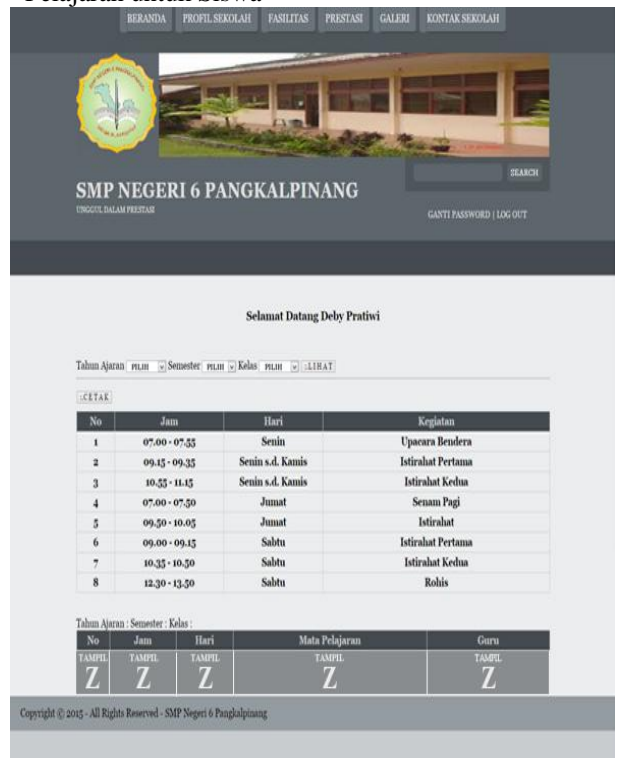 Pelajaran untuk Siswa
BERANDA PROFIL SEKOLAH FASILITAS PRESTASI GALERI KONTAK SEKOLAH
SEARCH
SMP NEGERI 6 PANGKALPINANG
UNGGUL DALAM PRESTASI
GANTI PASSWORD | LOG OUT
Selamat Datang Deby Pratiwi
Tahun Ajaran PILIH Semester PILIH Kelas PILIH ::LIHAT
::CETAK
No Jam Hari Kegiatan
1 07.00 - 07.55 Senin Upacara Bendera
2 09.15 - 09.35 Senin s.d. Kamis Istirahat Pertama
3 10.55 - 11.15 Senin s.d. Kamis Istirahat Kedua
4 07.00 - 07.50 Jumat Senam Pagi
5 09.50 - 10.05 Jumat Istirahat
6 09.00 - 09.15 Sabtu Istirahat Pertama
7 10.35 - 10.50 Sabtu Istirahat Kedua
8 12.30 - 13.50 Sabtu Rohis
Tahun Ajaran : Semester : Kelas :
No Jam Hari Mata Pelajaran Guru
TAMPIL TAMPIL TAMPIL TAMPIL TAMPIL
Z Z Z Z Z
Copyright © 2015 - All Rights Reserved - SMP Negeri 6 Pangkalpinang